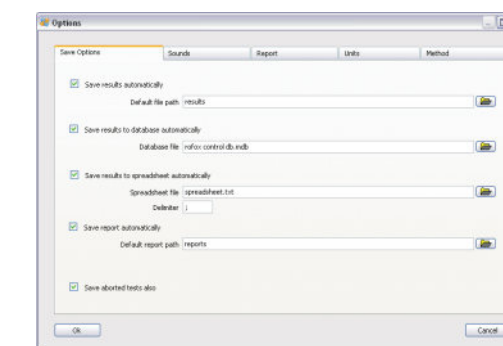 Options
Save Options Sounds Report Units Method
Save results automatically
Default file path results
Save results to database automatically
Database file rofox control db.mdb
Save results to spreadsheet automatically
Spreadsheet file spreadsheet.txt
Delimiter ;
Save report automatically
Default report path reports
Save aborted tests also
Ok Cancel